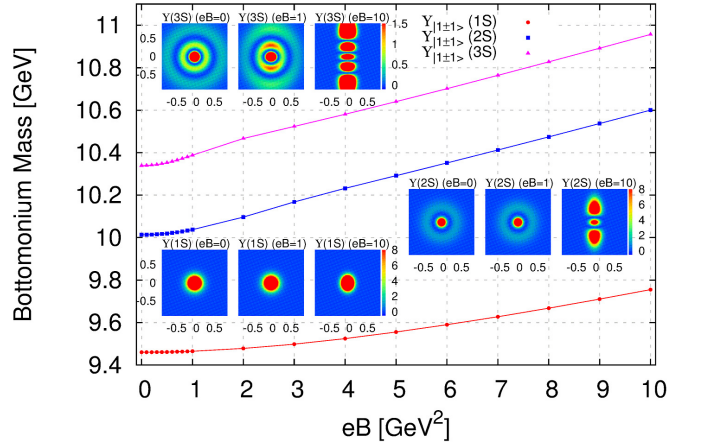 11
10.8
10.6
10.4
10.2
10
9.8
9.6
9.4
Bottomonium Mass [GeV]
0 1 2 3 4 5 6 7 8 9 10
eB [GeV²]
ϒ|1±1> (1S)
ϒ|1±1> (2S)
ϒ|1±1> (3S)
ϒ(3S) (eB=0) ϒ(3S) (eB=1) ϒ(3S) (eB=10)
0.5
0
-0.5
-0.5 0 0.5 -0.5 0 0.5 -0.5 0 0.5
1.5
1
0.5
0
ϒ(2S) (eB=0) ϒ(2S) (eB=1) ϒ(2S) (eB=10)
-0.5 0 0.5 -0.5 0 0.5 -0.5 0 0.5
8
6
4
2
0
ϒ(1S) (eB=0) ϒ(1S) (eB=1) ϒ(1S) (eB=10)
0.5
0
-0.5
-0.5 0 0.5 -0.5 0 0.5 -0.5 0 0.5
8
6
4
2
0